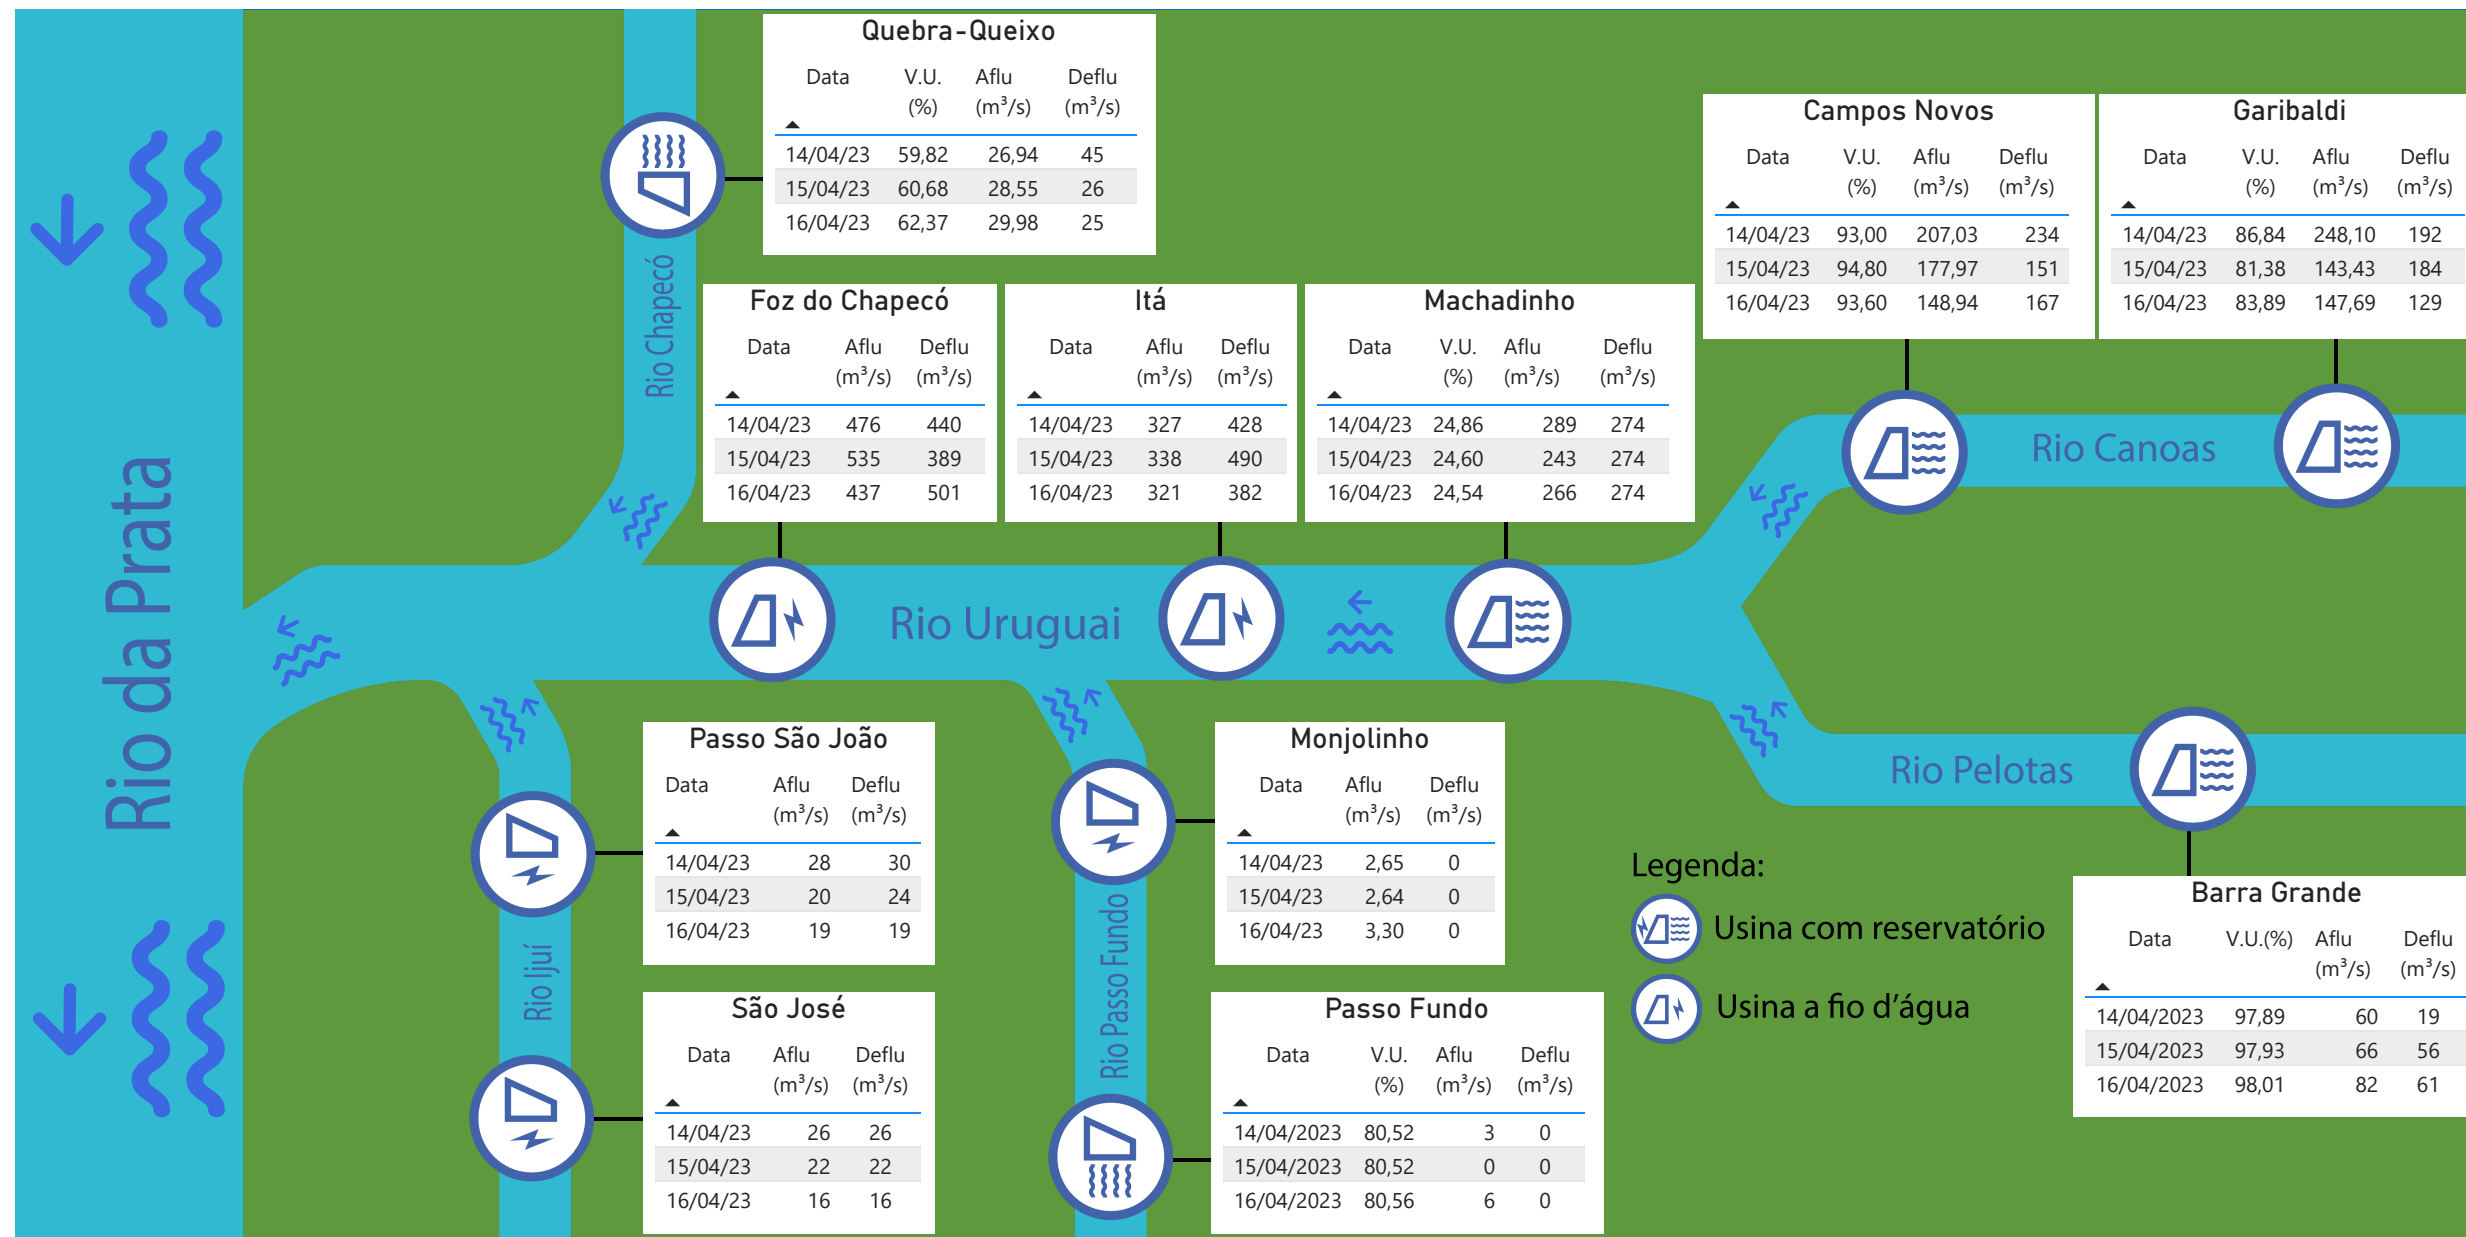 Quebra-Queixo
Data V.U. (%) Aflu (m³/s) Deflu (m³/s)
14/04/23 59,82 26,94 45
15/04/23 60,68 28,55 26
16/04/23 62,37 29,98 25
Campos Novos
Data V.U. (%) Aflu (m³/s) Deflu (m³/s)
14/04/23 93,00 207,03 234
15/04/23 94,80 177,97 151
16/04/23 93,60 148,94 167
Garibaldi
Data V.U. (%) Aflu (m³/s) Deflu (m³/s)
14/04/23 86,84 248,10 192
15/04/23 81,38 143,43 184
16/04/23 83,89 147,69 129
Rio Chapecó
Foz do Chapecó
Data Aflu (m³/s) Deflu (m³/s)
14/04/23 476 440
15/04/23 535 389
16/04/23 437 501
Itá
Data Aflu (m³/s) Deflu (m³/s)
14/04/23 327 428
15/04/23 338 490
16/04/23 321 382
Machadinho
Data V.U. (%) Aflu (m³/s) Deflu (m³/s)
14/04/23 24,86 289 274
15/04/23 24,60 243 274
16/04/23 24,54 266 274
Rio Canoas
Rio da Prata
Rio Uruguai
Rio Pelotas
Passo São João
Data Aflu (m³/s) Deflu (m³/s)
14/04/23 28 30
15/04/23 20 24
16/04/23 19 19
Monjolinho
Data Aflu (m³/s) Deflu (m³/s)
14/04/23 2,65 0
15/04/23 2,64 0
16/04/23 3,30 0
Legenda:
Usina com reservatório
Usina a fio d’água
Barra Grande
Data V.U.(%) Aflu (m³/s) Deflu (m³/s)
14/04/2023 97,89 60 19
15/04/2023 97,93 66 56
16/04/2023 98,01 82 61
Rio Ijuí
Rio Passo Fundo
São José
Data Aflu (m³/s) Deflu (m³/s)
14/04/23 26 26
15/04/23 22 22
16/04/23 16 16
Passo Fundo
Data V.U. (%) Aflu (m³/s) Deflu (m³/s)
14/04/2023 80,52 3 0
15/04/2023 80,52 0 0
16/04/2023 80,56 6 0